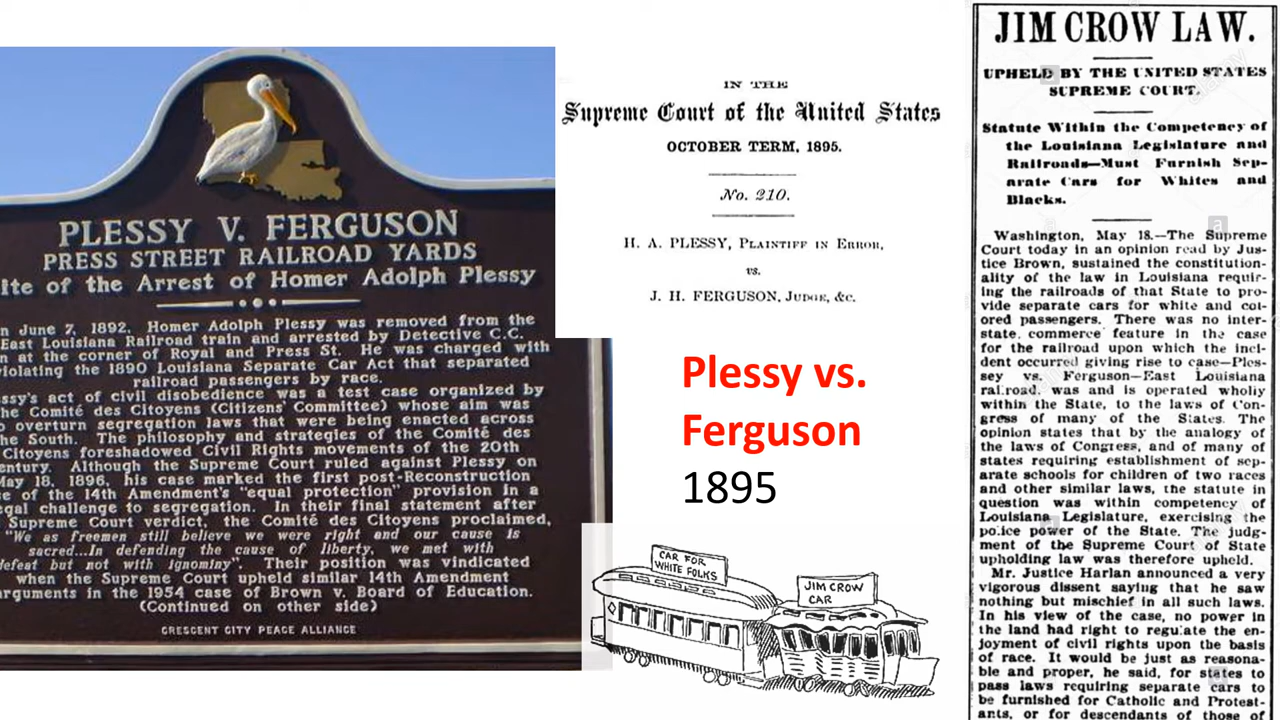 PLESSY V. FERGUSON
PRESS STREET RAILROAD YARDS
ite of the Arrest of Homer Adolph Plessy
n June 7, 1892, Homer Adolph Plessy was removed from the
East Louisiana Railroad train and arrested by Detective C.C.
n at the corner of Royal and Press St. He was charged with
violating the 1890 Louisiana Separate Car Act that separated
railroad passengers by race.
ssy's act of civil disobedience was a test case organized by
he Comité des Citoyens (Citizens' Committee) whose aim was
o overturn segregation laws that were being enacted across
he South. The philosophy and strategies of the Comité des
Citoyens foreshadowed Civil Rights movements of the 20th
entury. Although the Supreme Court ruled against Plessy on
May 18, 1896, his case marked the first post-Reconstruction
se of the 14th Amendment's "equal protection" provision in a
egal challenge to segregation. In their final statement after
Supreme Court verdict, the Comité des Citoyens proclaimed,
"We as freemen still believe we were right and our cause is
sacred...In defending the cause of liberty, we met with
defeat but not with ignominy". Their position was vindicated
when the Supreme Court upheld similar 14th Amendment
arguments in the 1954 case of Brown v. Board of Education.
(Continued on other side)
CRESCENT CITY PEACE ALLIANCE
IN THE
Supreme Court of the United States
OCTOBER TERM, 1895.
No. 210.
H. A. PLESSY, PLAINTIFF IN ERROR,
vs.
J. H. FERGUSON, JUDGE, &c.
Plessy vs.
Ferguson
1895
CAR FOR
WHITE FOLKS
JIM CROW
CAR
JIM CROW LAW.
UPHELD BY THE UNITED STATES
SUPREME COURT.
Statute Within the Competency of
the Louisiana Legislature and
Railroads—Must Furnish Sep-
arate Cars for Whites and
Blacks.
Washington, May 18.—The Supreme
Court today in an opinion read by Jus-
tice Brown, sustained the constitution-
ality of the law in Louisiana requir-
ing the railroads of that State to pro-
vide separate cars for white and col-
ored passengers. There was no inter-
state commerce feature in the case
for the railroad upon which the inci-
dent occurred giving rise to case—Ples-
sey vs. Ferguson—East Louisiana
railroad, was and is operated wholly
within the State, to the laws of Con-
gress of many of the States. The
opinion states that by the analogy of
the laws of Congress, and of many of
states requiring establishment of sep-
arate schools for children of two races
and other similar laws, the statute in
question was within competency of
Louisiana Legislature, exercising the
police power of the State. The judg-
ment of the Supreme Court of State
upholding law was therefore upheld.
Mr. Justice Harlan announced a very
vigorous dissent saying that he saw
nothing but mischief in all such laws.
In his view of the case, no power in
the land had right to regulate the en-
joyment of civil rights upon the basis
of race. It would be just as reasona-
ble and proper, he said, for states to
pass laws requiring separate cars to
be furnished for Catholic and Protest-
ants, or for descendants of those of